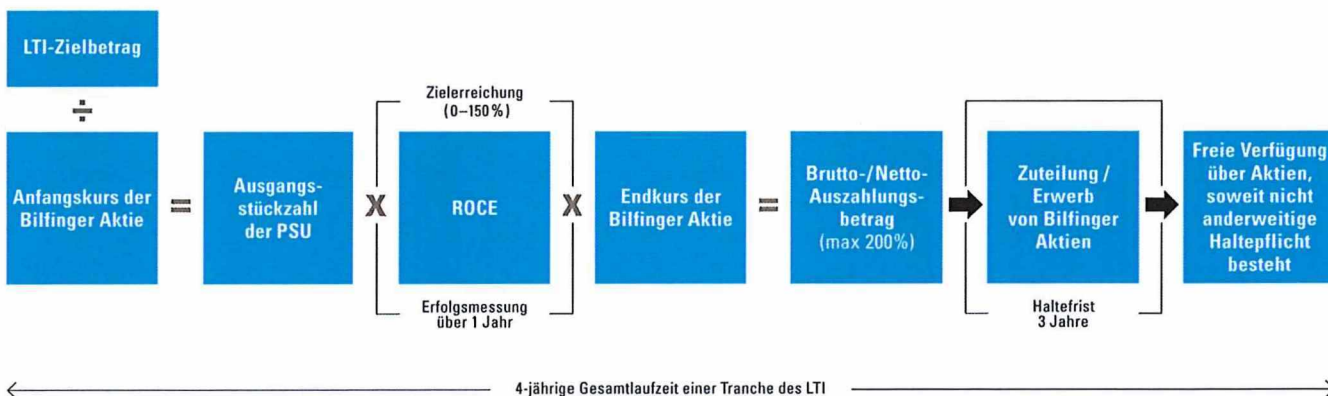 LTI-Zielbetrag
÷
Anfangskurs der
Bilfinger Aktie
=
Ausgangs-
stückzahl
der PSU
X
Zielerreichung
(0–150%)
ROCE
Erfolgsmessung
über 1 Jahr
X
Endkurs der
Bilfinger Aktie
=
Brutto-/Netto-
Auszahlungs-
betrag
(max 200%)
Zuteilung /
Erwerb
von Bilfinger
Aktien
Haltefrist
3 Jahre
Freie Verfügung
über Aktien,
soweit nicht
anderweitige
Haltepflicht
besteht
4-jährige Gesamtlaufzeit einer Tranche des LTI